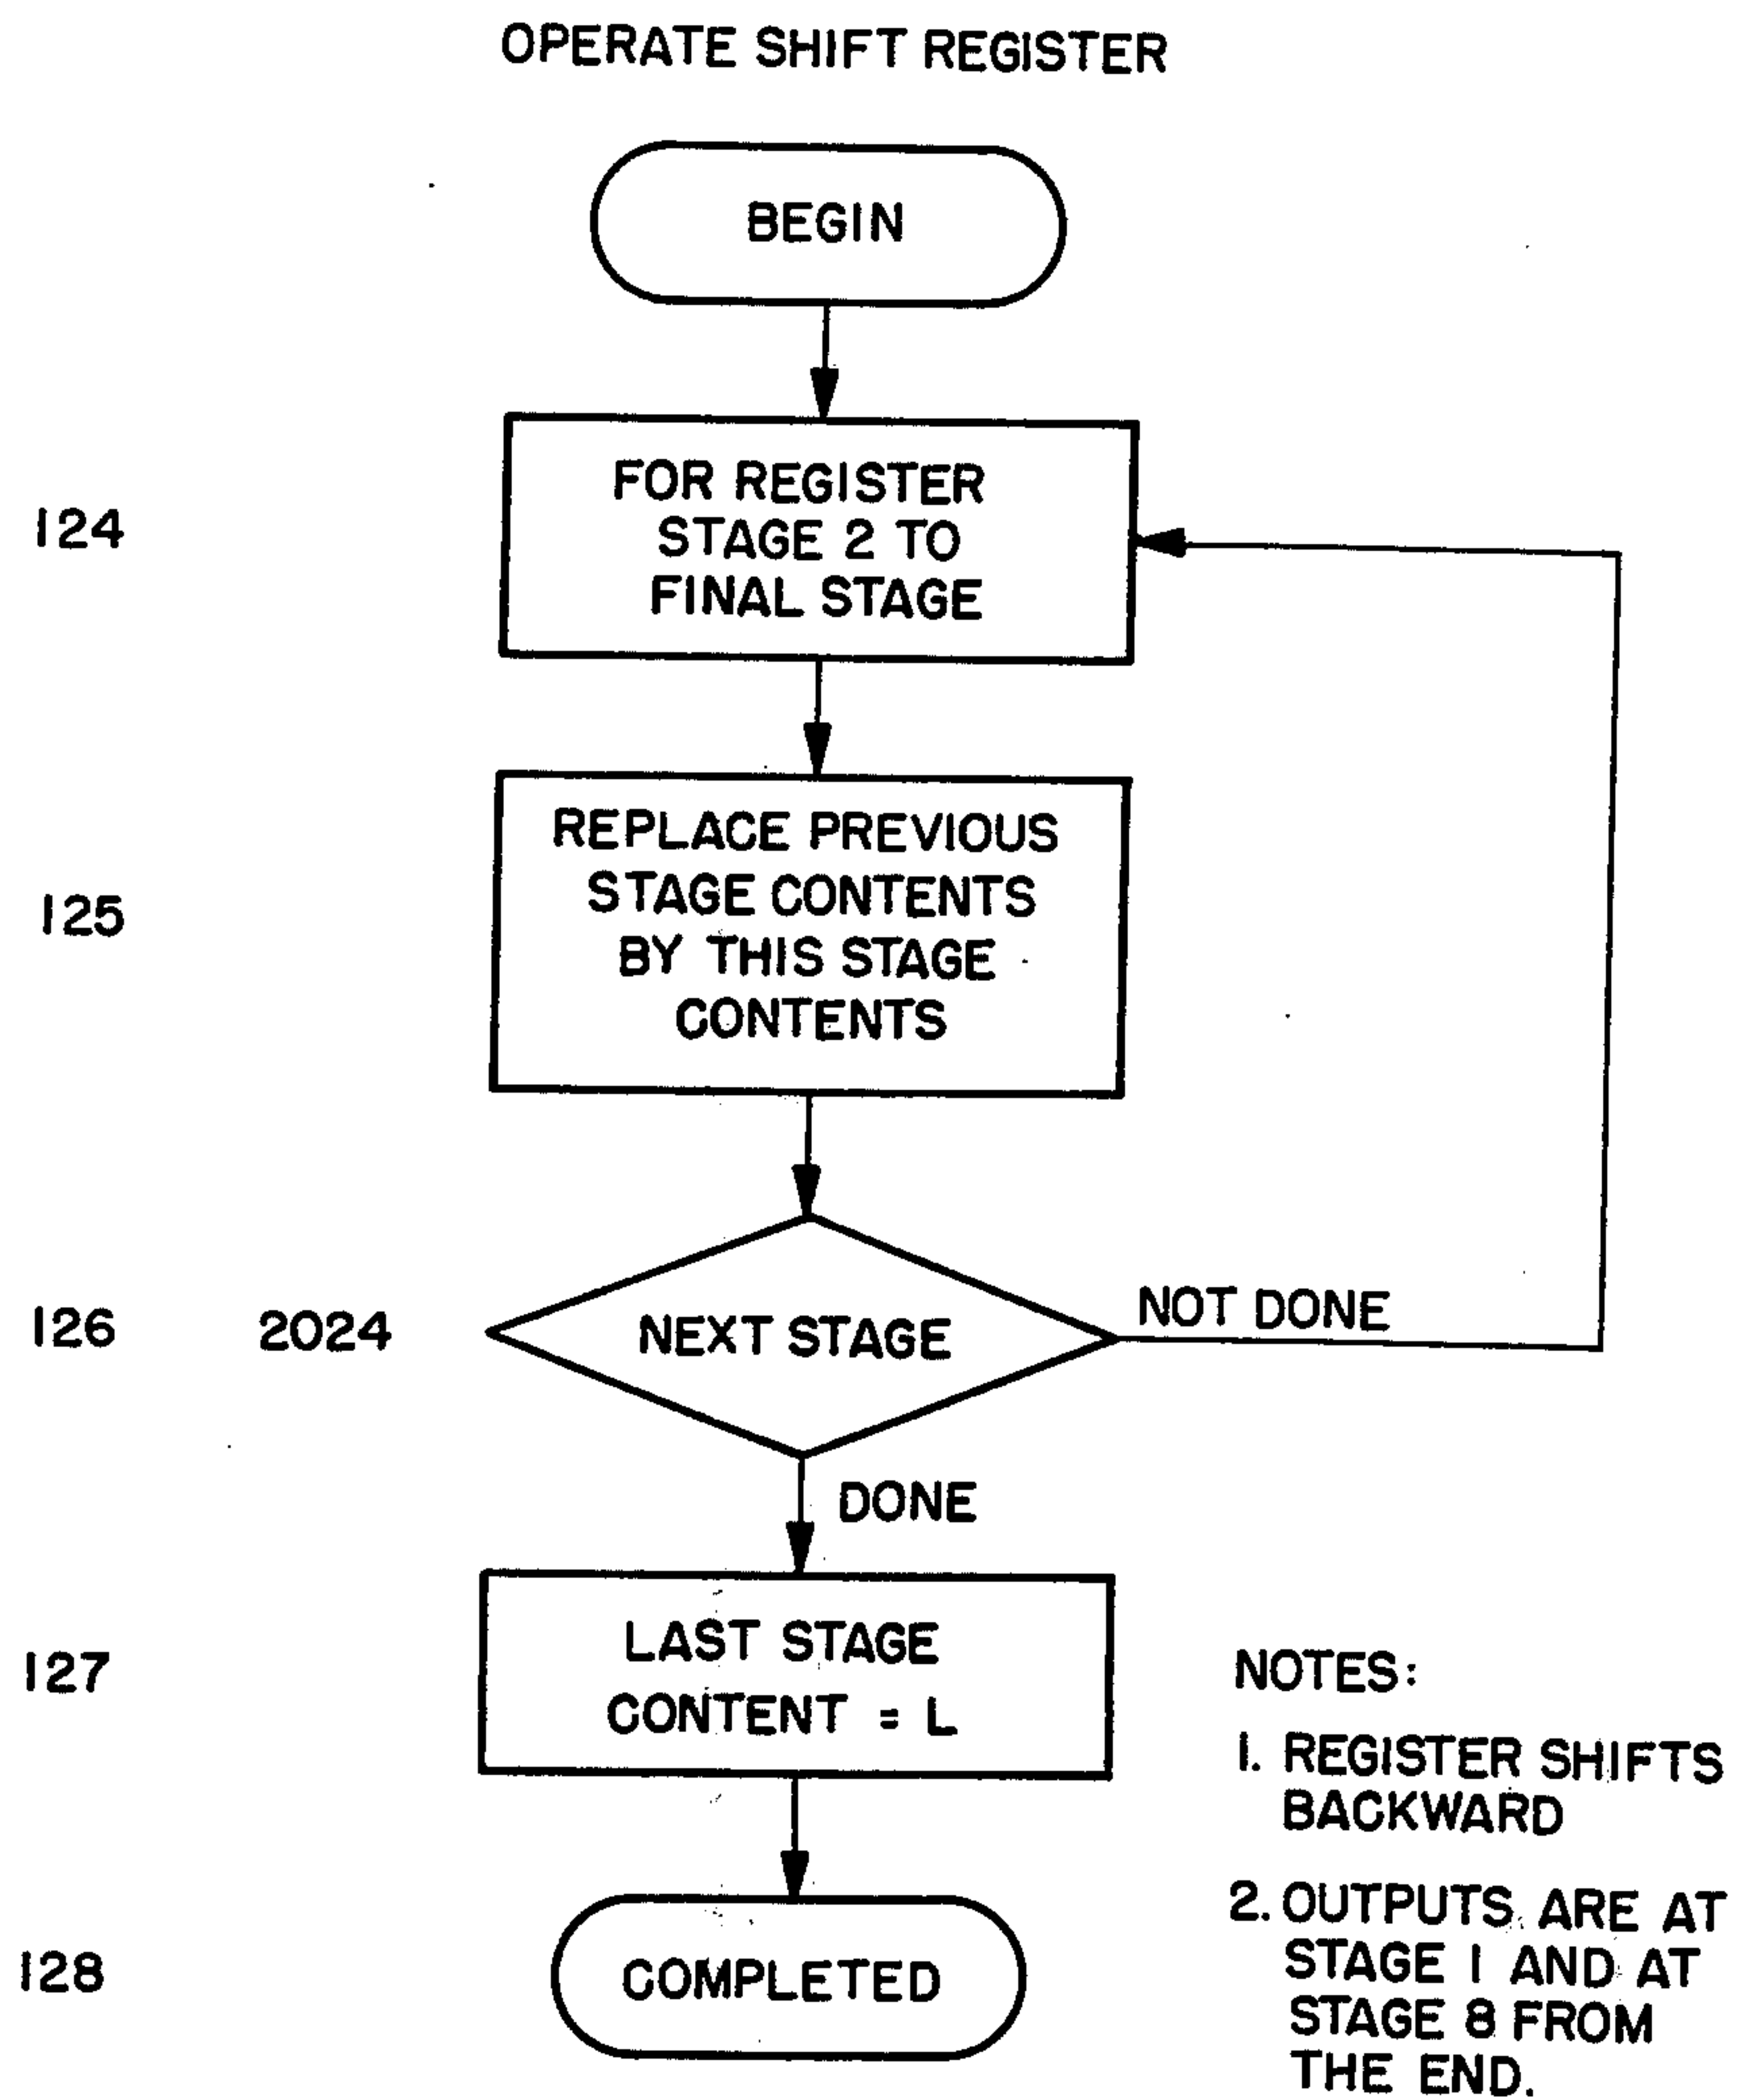 OPERATE SHIFT REGISTER
BEGIN
124
FOR REGISTER
STAGE 2 TO
FINAL STAGE
125
REPLACE PREVIOUS
STAGE CONTENTS
BY THIS STAGE
CONTENTS
126 2024 NEXT STAGE NOT DONE
DONE
127
LAST STAGE
CONTENT = L
128
COMPLETED
NOTES:
1. REGISTER SHIFTS
BACKWARD
2. OUTPUTS ARE AT
STAGE 1 AND AT
STAGE 8 FROM
THE END.